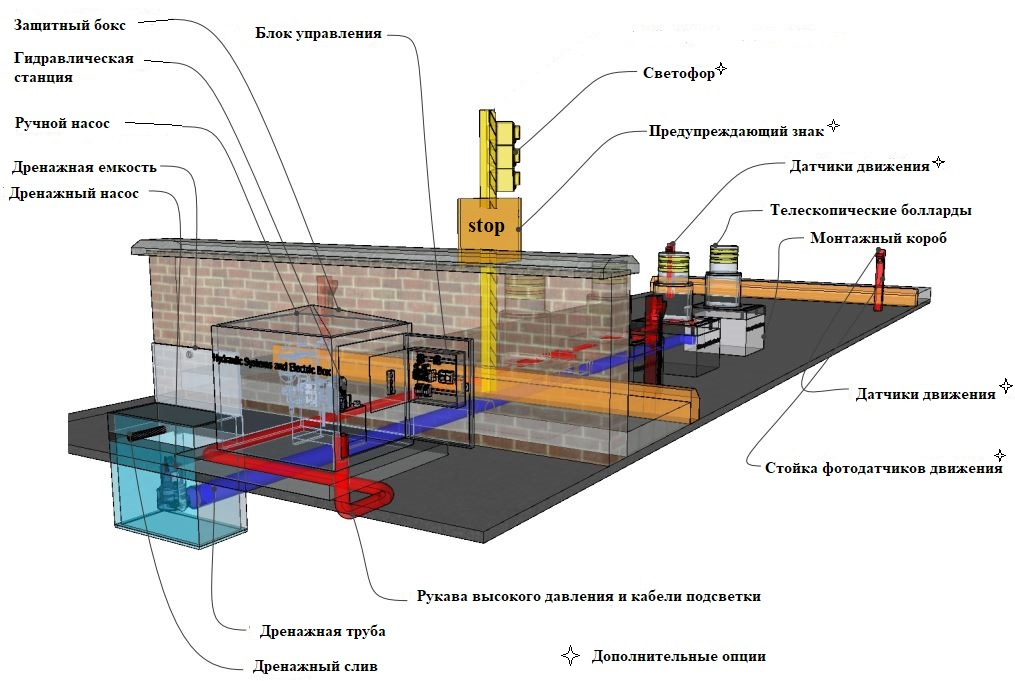 Защитный бокс
Блок управления
Гидравлическая
станция
Светофор
Ручной насос
Предупреждающий знак
Дренажная емкость
Датчики движения
Дренажный насос
Телескопические болларды
stop
Монтажный короб
Hydraulic Systems and Electric Box
Датчики движения
Стойка фотодатчиков движения
Рукава высокого давления и кабели подсветки
Дренажная труба
Дополнительные опции
Дренажный слив